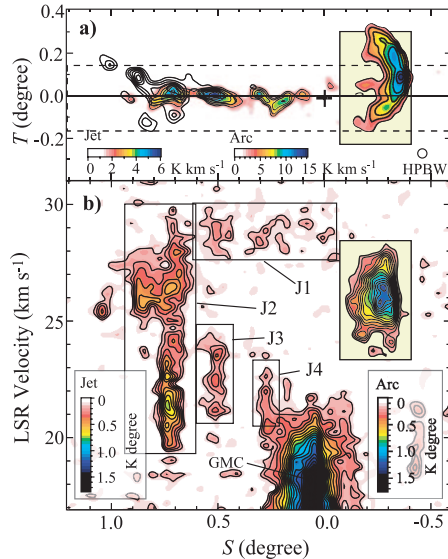 a)
T (degree)
0.4
0.2
0.0
-0.2
Jet
0 2 4 6 K km s-1
Arc
0 5 10 15 K km s-1
HPBW
b)
LSR Velocity (km s-1)
30
25
20
J1
J2
J3
J4
GMC
Jet
0
0.5
1.0
1.5
K degree
Arc
0
0.5
1.0
1.5
K degree
1.0 0.5 0.0 -0.5
S (degree)